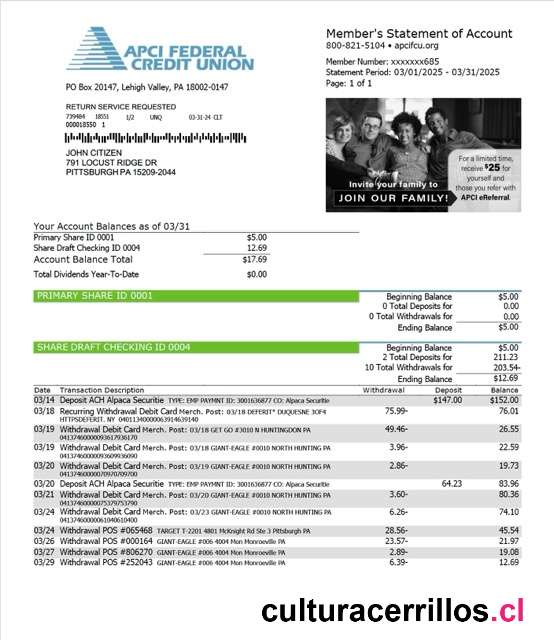 APCI FEDERAL
CREDIT UNION
PO Box 20147, Lehigh Valley, PA 18002-0147
RETURN SERVICE REQUESTED
739484 18551 1/2 UNQ 03-31-24 CLT
000018550 1
JOHN CITIZEN
791 LOCUST RIDGE DR
PITTSBURGH PA 15209-2044
Member's Statement of Account
800-821-5104 • apcifcu.org
Member Number: xxxxxxx685
Statement Period: 03/01/2025 - 03/31/2025
Page: 1 of 1
For a limited time,
receive $25 for
yourself and
those you refer with
APCI eReferral.
Invite your family to
JOIN OUR FAMILY!
Your Account Balances as of 03/31
Primary Share ID 0001 $5.00
Share Draft Checking ID 0004 12.69
Account Balance Total $17.69
Total Dividends Year-To-Date $0.00
PRIMARY SHARE ID 0001
Beginning Balance $5.00
0 Total Deposits for 0.00
0 Total Withdrawals for 0.00
Ending Balance $5.00
SHARE DRAFT CHECKING ID 0004
Beginning Balance $5.00
2 Total Deposits for 211.23
10 Total Withdrawals for 203.54-
Ending Balance $12.69
Date Transaction Description Withdrawal Deposit Balance
03/14 Deposit ACH Alpaca Securitie TYPE: EMP PAYMNT ID: 3001636877 CO: Alpaca Securitie $147.00 $152.00
03/18 Recurring Withdrawal Debit Card Merch. Post: 03/18 DEFERIT* DUQUESNE 3OF4 75.99- 76.01
HTTPSDEFERIT. NY 04011340000063914639140
03/19 Withdrawal Debit Card Merch. Post: 03/18 GET GO #3010 N HUNTINGDON PA 49.46- 26.55
04137460000093617936170
03/19 Withdrawal Debit Card Merch. Post: 03/18 GIANT-EAGLE #0010 NORTH HUNTING PA 3.96- 22.59
04137460000093609936090
03/20 Withdrawal Debit Card Merch. Post: 03/19 GIANT-EAGLE #0010 NORTH HUNTING PA 2.86- 19.73
04137460000070970709700
03/20 Deposit ACH Alpaca Securitie TYPE: EMP PAYMNT ID: 3001636877 CO: Alpaca Securitie 64.23 83.96
03/21 Withdrawal Debit Card Merch. Post: 03/20 GIANT-EAGLE #0010 NORTH HUNTING PA 3.60- 80.36
04137460000075379753790
03/24 Withdrawal Debit Card Merch. Post: 03/23 GIANT-EAGLE #0010 NORTH HUNTING PA 6.26- 74.10
04137460000061040610400
03/24 Withdrawal POS #065468 TARGET T-2201 4801 McKnight Rd Ste 3 Pittsburgh PA 28.56- 45.54
03/26 Withdrawal POS #000164 GIANT-EAGLE #006 4004 Mon Monroeville PA 23.57- 21.97
03/27 Withdrawal POS #806270 GIANT-EAGLE #006 4004 Mon Monroeville PA 2.89- 19.08
03/29 Withdrawal POS #252043 GIANT-EAGLE #006 4004 Mon Monroeville PA 6.39- 12.69
culturacerrillos.cl